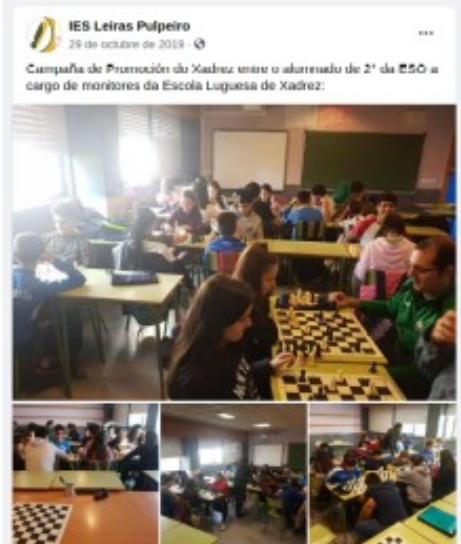 IES Leiras Pulpeiro
29 de octubre de 2019 ·
Campaña de Promoción do Xadrez entre o alumnado de 2º da ESO a
cargo de monitores da Escola Luguesa de Xadrez: